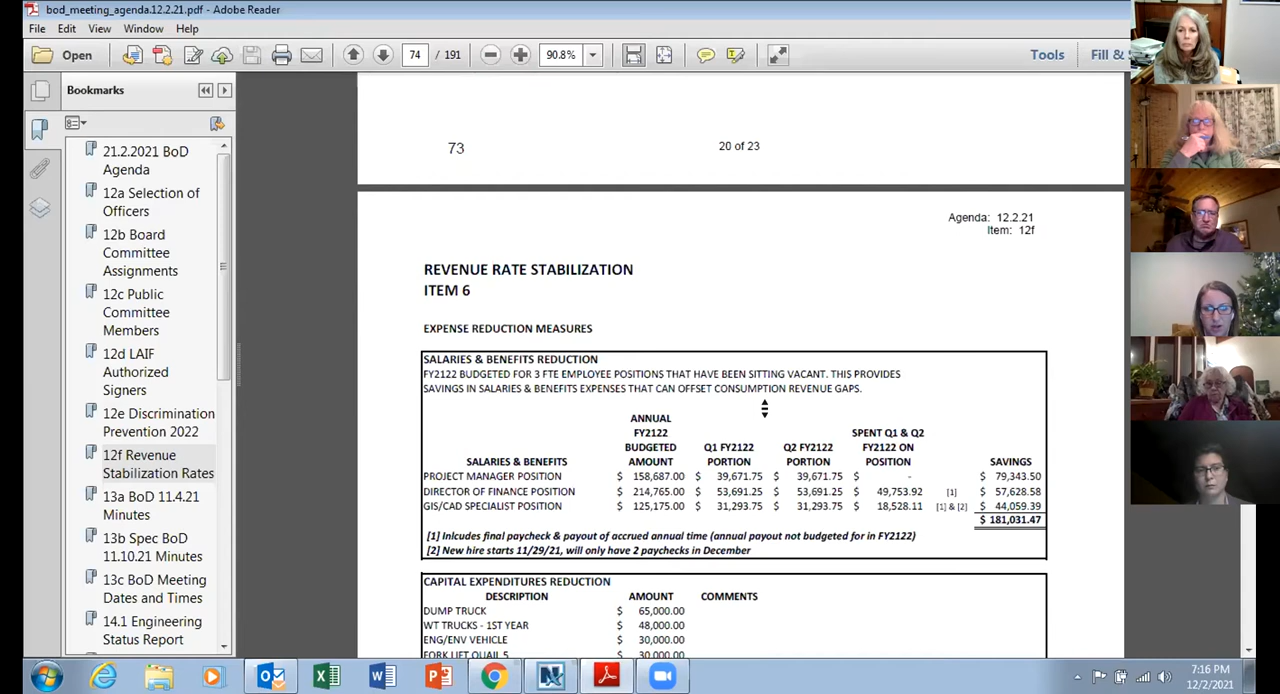 bod_meeting_agenda.12.2.21.pdf - Adobe Reader
File Edit View Window Help
Open 74 / 191 90.8% Tools Fill &
Bookmarks
21.2.2021 BoD
Agenda
12a Selection of
Officers
12b Board
Committee
Assignments
12c Public
Committee
Members
12d LAIF
Authorized
Signers
12e Discrimination
Prevention 2022
12f Revenue
Stabilization Rates
13a BoD 11.4.21
Minutes
13b Spec BoD
11.10.21 Minutes
13c BoD Meeting
Dates and Times
14.1 Engineering
Status Report
73 20 of 23
Agenda: 12.2.21
Item: 12f
REVENUE RATE STABILIZATION
ITEM 6
EXPENSE REDUCTION MEASURES
SALARIES & BENEFITS REDUCTION
FY2122 BUDGETED FOR 3 FTE EMPLOYEE POSITIONS THAT HAVE BEEN SITTING VACANT. THIS PROVIDES
SAVINGS IN SALARIES & BENEFITS EXPENSES THAT CAN OFFSET CONSUMPTION REVENUE GAPS.
ANNUAL
FY2122 SPENT Q1 & Q2
BUDGETED Q1 FY2122 Q2 FY2122 FY2122 ON
SALARIES & BENEFITS AMOUNT PORTION PORTION POSITION SAVINGS
PROJECT MANAGER POSITION $ 158,687.00 $ 39,671.75 $ 39,671.75 $ - $ 79,343.50
DIRECTOR OF FINANCE POSITION $ 214,765.00 $ 53,691.25 $ 53,691.25 $ 49,753.92 [1] $ 57,628.58
GIS/CAD SPECIALIST POSITION $ 125,175.00 $ 31,293.75 $ 31,293.75 $ 18,528.11 [1] & [2] $ 44,059.39
$ 181,031.47
[1] Inlcudes final paycheck & payout of accrued annual time (annual payout not budgeted for in FY2122)
[2] New hire starts 11/29/21, will only have 2 paychecks in December
CAPITAL EXPENDITURES REDUCTION
DESCRIPTION AMOUNT COMMENTS
DUMP TRUCK $ 65,000.00
WT TRUCKS - 1ST YEAR $ 48,000.00
ENG/ENV VEHICLE $ 30,000.00
FORK LIFT QUAIL 5 $ 30,000.00
7:16 PM
12/2/2021